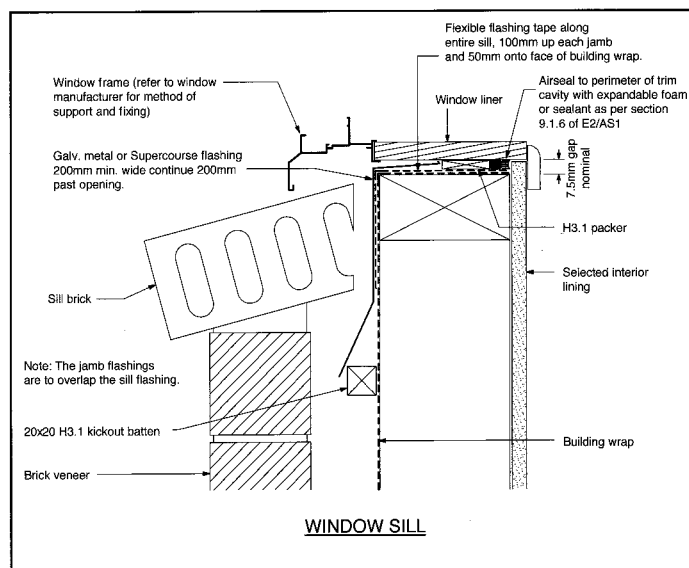 Flexible flashing tape along
entire sill, 100mm up each jamb
and 50mm onto face of building wrap.
Window frame (refer to window
manufacturer for method of
support and fixing)
Window liner
Airseal to perimeter of trim
cavity with expandable foam
or sealant as per section
9.1.6 of E2/AS1
Galv. metal or Supercourse flashing
200mm min. wide continue 200mm
past opening.
7.5mm gap
nominal
H3.1 packer
Selected interior
lining
Sill brick
Note: The jamb flashings
are to overlap the sill flashing.
20x20 H3.1 kickout batten
Building wrap
Brick veneer
WINDOW SILL